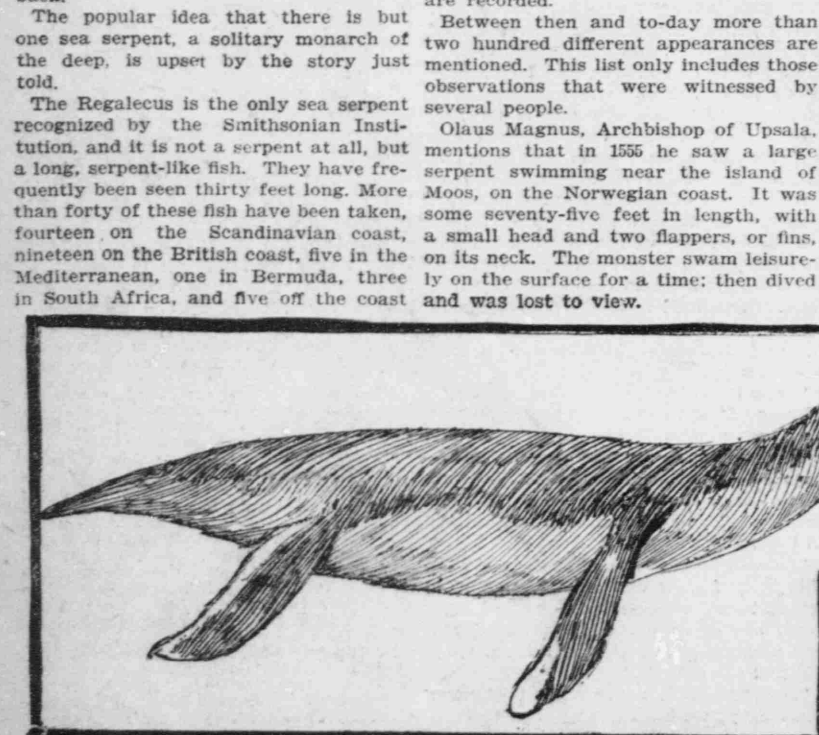 The popular idea that there is but
one sea serpent, a solitary monarch of
the deep, is upset by the story just
told.
The Regalecus is the only sea serpent
recognized by the Smithsonian Insti-
tution, and it is not a serpent at all, but
a long, serpent-like fish. They have fre-
quently been seen thirty feet long. More
than forty of these fish have been taken,
fourteen on the Scandinavian coast,
nineteen on the British coast, five in the
Mediterranean, one in Bermuda, three
in South Africa, and five off the coast
are recorded.
Between then and to-day more than
two hundred different appearances are
mentioned. This list only includes those
observations that were witnessed by
several people.
Olaus Magnus, Archbishop of Upsala,
mentions that in 1555 he saw a large
serpent swimming near the island of
Moos, on the Norwegian coast. It was
some seventy-five feet in length, with
a small head and two flappers, or fins,
on its neck. The monster swam leisure-
ly on the surface for a time; then dived
and was lost to view.